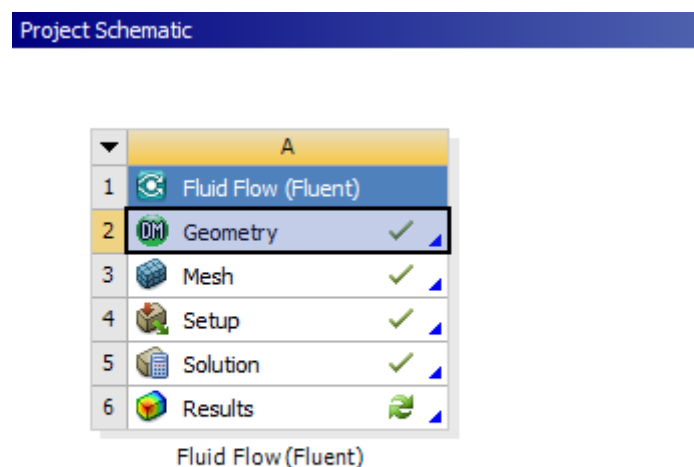 Project Schematic
A
1 Fluid Flow (Fluent)
2 DM Geometry
3 Mesh
4 Setup
5 Solution
6 Results
Fluid Flow (Fluent)